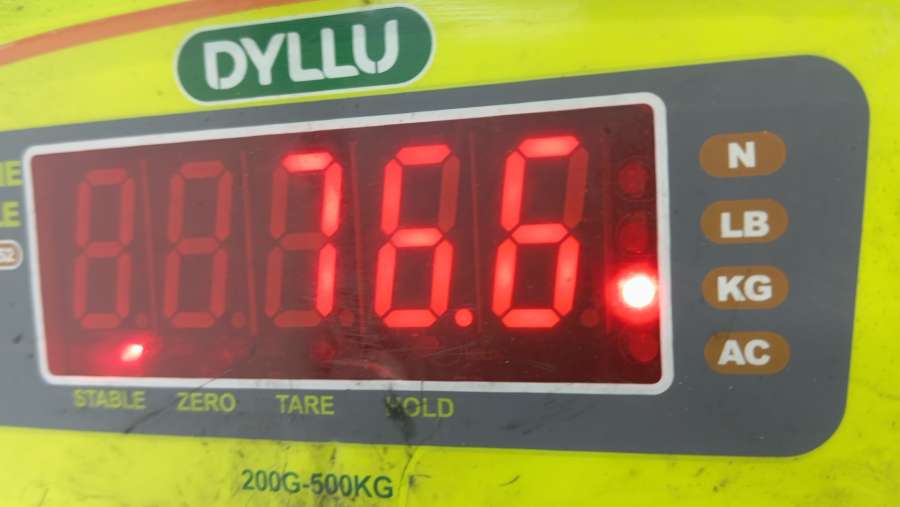 DYLLU
76.6
N
LB
KG
AC
STABLE ZERO TARE HOLD
200G-500KG